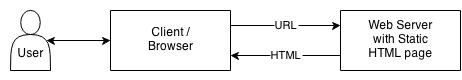 User
Client /
Browser
URL
HTML
Web Server
with Static
HTML page